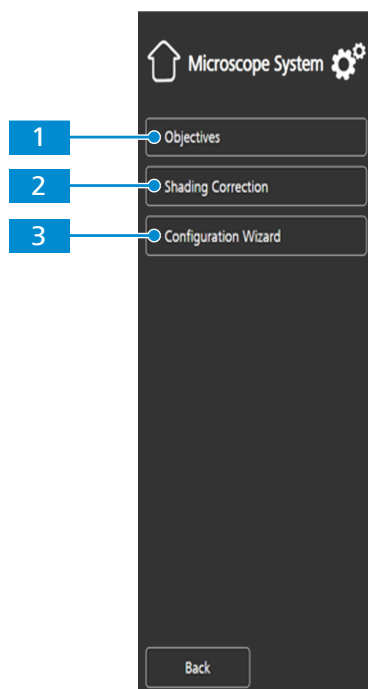 Microscope System
1
Objectives
2
Shading Correction
3
Configuration Wizard
Back